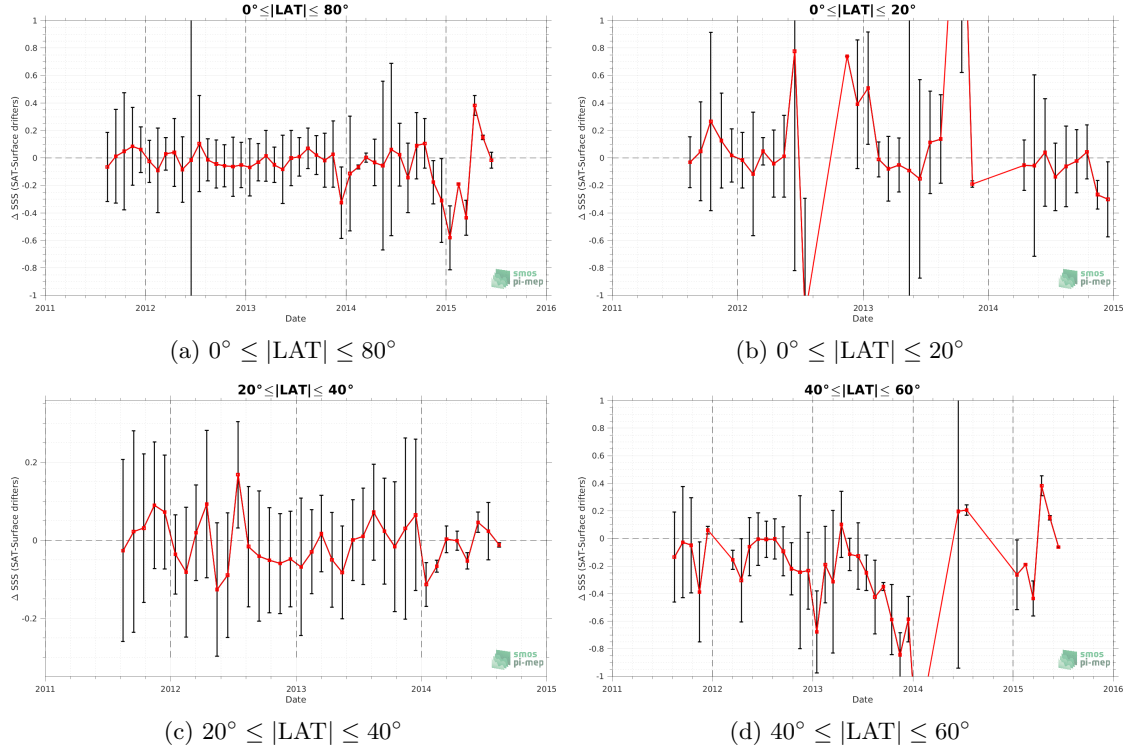 0°≤|LAT|≤ 80°
Δ SSS (SAT-Surface drifters)
1
0.8
0.6
0.4
0.2
0
-0.2
-0.4
-0.6
-0.8
-1
2011
2012
2013
2014
2015
2016
Date
smos
pi-mep
(a) 0° ≤ |LAT| ≤ 80°
0°≤|LAT|≤ 20°
Δ SSS (SAT-Surface drifters)
1
0.8
0.6
0.4
0.2
0
-0.2
-0.4
-0.6
-0.8
-1
2011
2012
2013
2014
2015
Date
smos
pi-mep
(b) 0° ≤ |LAT| ≤ 20°
20°≤|LAT|≤ 40°
Δ SSS (SAT-Surface drifters)
0.2
0
-0.2
2011
2012
2013
2014
2015
Date
smos
pi-mep
(c) 20° ≤ |LAT| ≤ 40°
40°≤|LAT|≤ 60°
Δ SSS (SAT-Surface drifters)
1
0.8
0.6
0.4
0.2
0
-0.2
-0.4
-0.6
-0.8
-1
2011
2012
2013
2014
2015
2016
Date
smos
pi-mep
(d) 40° ≤ |LAT| ≤ 60°